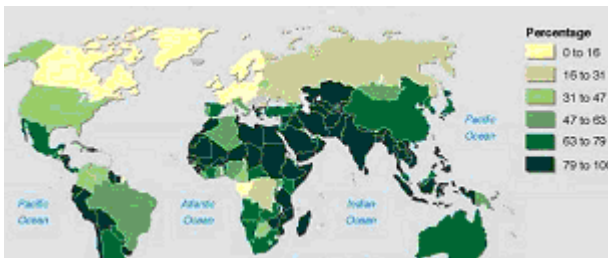 Percentage
0 to 16
16 to 31
31 to 47
47 to 63
63 to 79
79 to 100
Pacific
Ocean
Pacific
Ocean
Atlantic
Ocean
Indian
Ocean